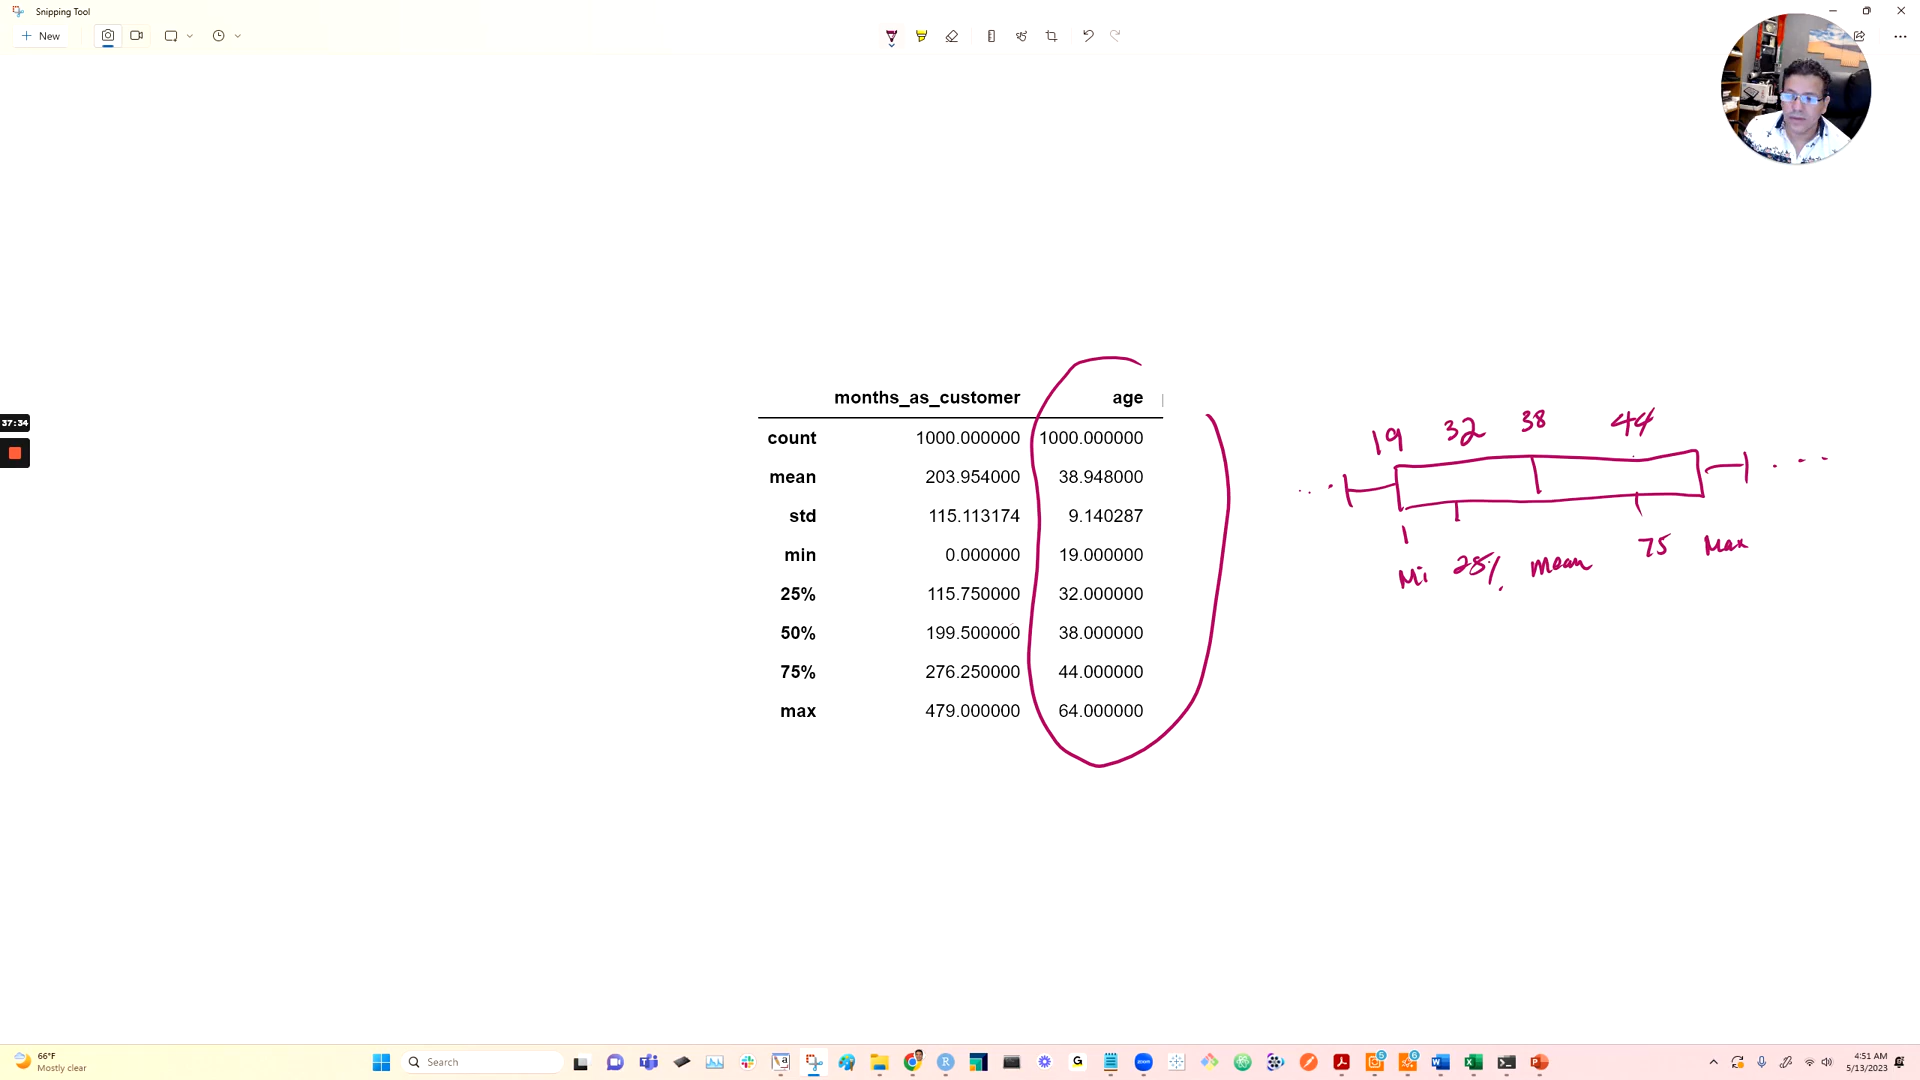 Snipping Tool
New
37:34
months_as_customer age
count 1000.000000 1000.000000
mean 203.954000 38.948000
std 115.113174 9.140287
min 0.000000 19.000000
25% 115.750000 32.000000
50% 199.500000 38.000000
75% 276.250000 44.000000
max 479.000000 64.000000
19 32 38 44
Mi 25% mean 75 Max
66°F
Mostly clear
Search
zoom
4:51 AM
5/13/2023